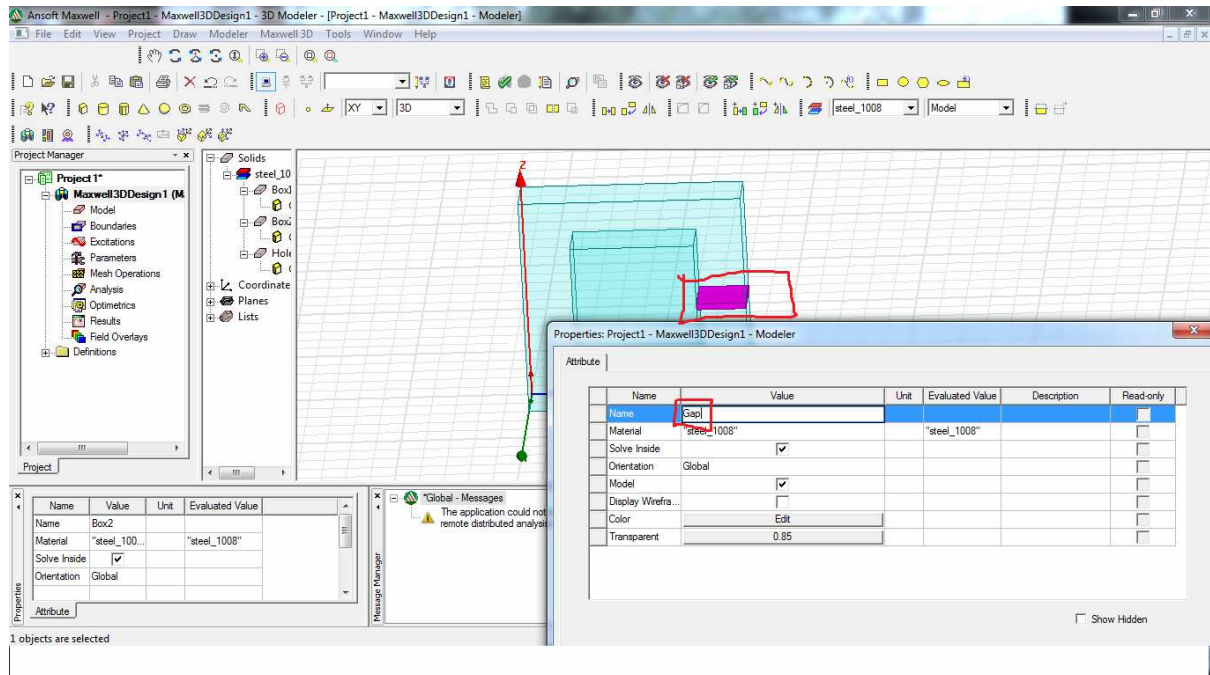 Ansoft Maxwell - Project1 - Maxwell3DDesign1 - 3D Modeler - [Project1 - Maxwell3DDesign1 - Modeler]
File Edit View Project Draw Modeler Maxwell 3D Tools Window Help
XY 3D steel_1008 Model
Project Manager
Project1*
Maxwell3DDesign1 (M
Model
Boundaries
Excitations
Parameters
Mesh Operations
Analysis
Optimetrics
Results
Field Overlays
Definitions
Project
Solids
steel_10
Box1
Box2
Hole
Coordinate
Planes
Lists
Z
Properties: Project1 - Maxwell3DDesign1 - Modeler
Attribute
Name Value Unit Evaluated Value Description Read-only
Name Gap
Material "steel_1008" "steel_1008"
Solve Inside
Orientation Global
Model
Display Wirefra...
Color Edit
Transparent 0.85
Show Hidden
Name Value Unit Evaluated Value
Name Box2
Material "steel_100... "steel_1008"
Solve Inside
Orientation Global
Attribute
Properties
*Global - Messages
The application could not
remote distributed analysis
Message Manager
1 objects are selected